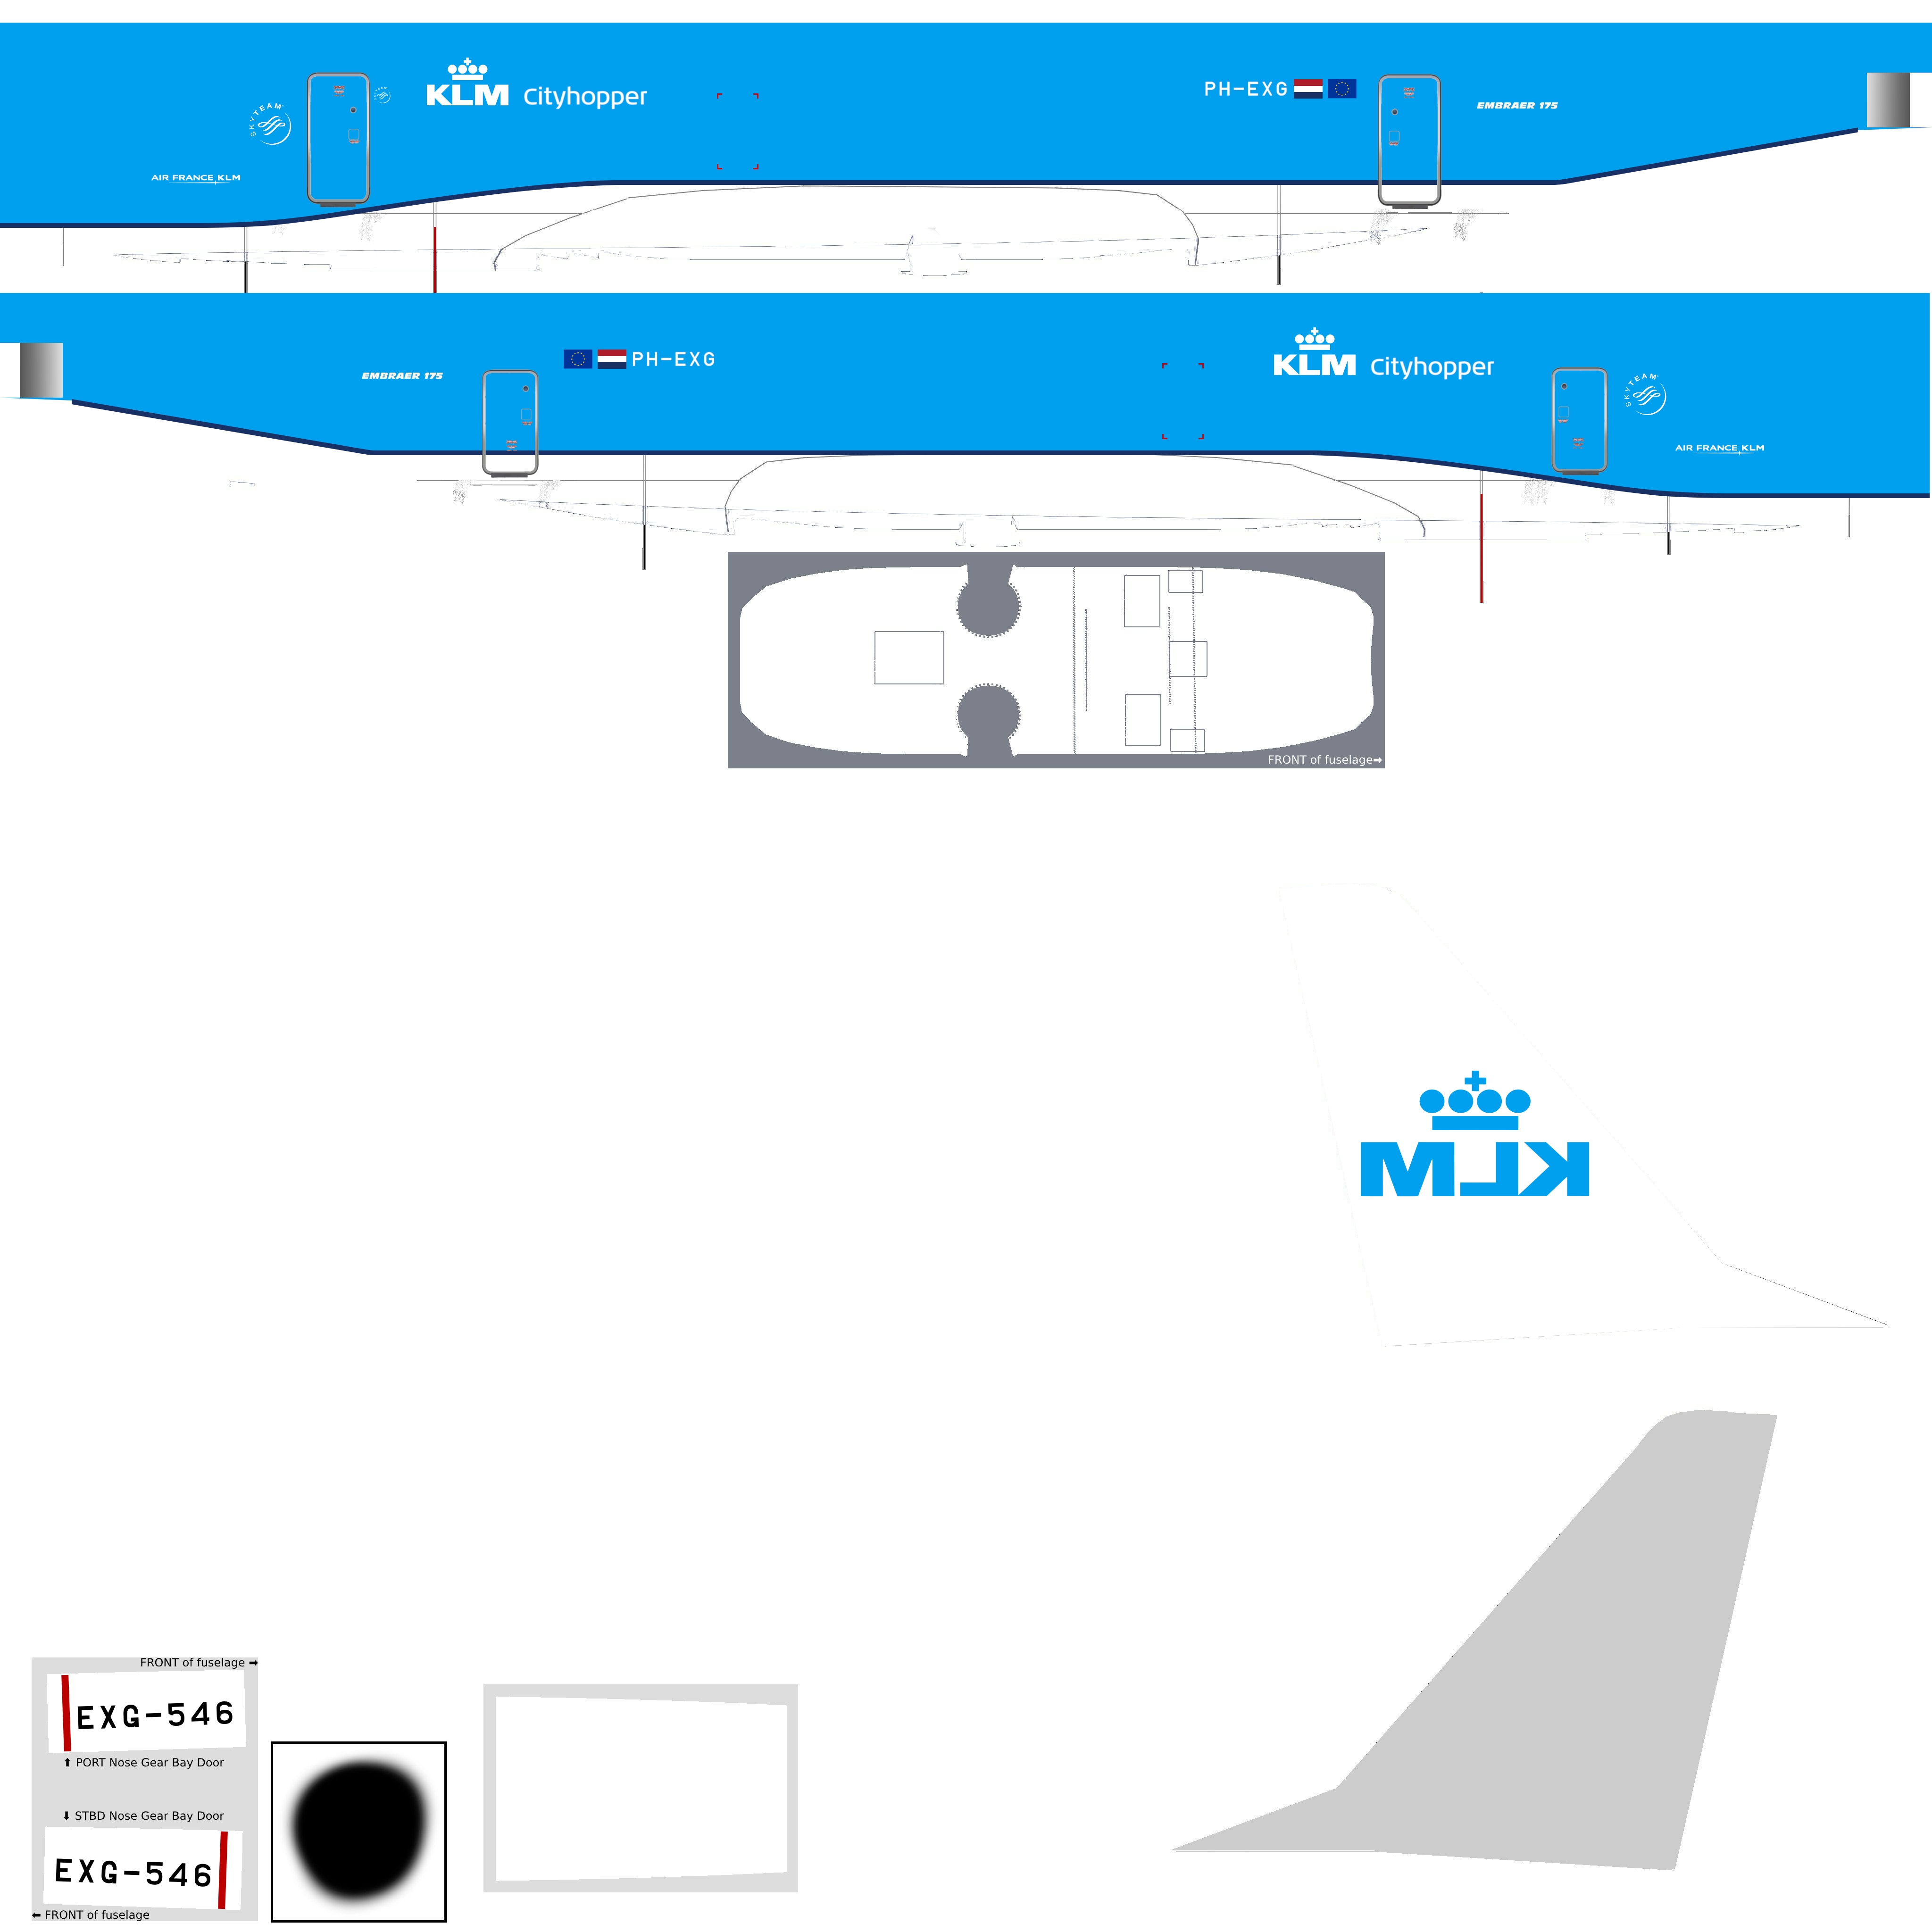 SKYTEAM
AIR FRANCE KLM
KLM Cityhopper
PH-EXG
EMBRAER 175
EMBRAER 175
PH-EXG
KLM Cityhopper
SKYTEAM
AIR FRANCE KLM
FRONT of fuselage➡
KLM
FRONT of fuselage ➡
EXG-546
⬆ PORT Nose Gear Bay Door
⬇ STBD Nose Gear Bay Door
EXG-546
⬅ FRONT of fuselage